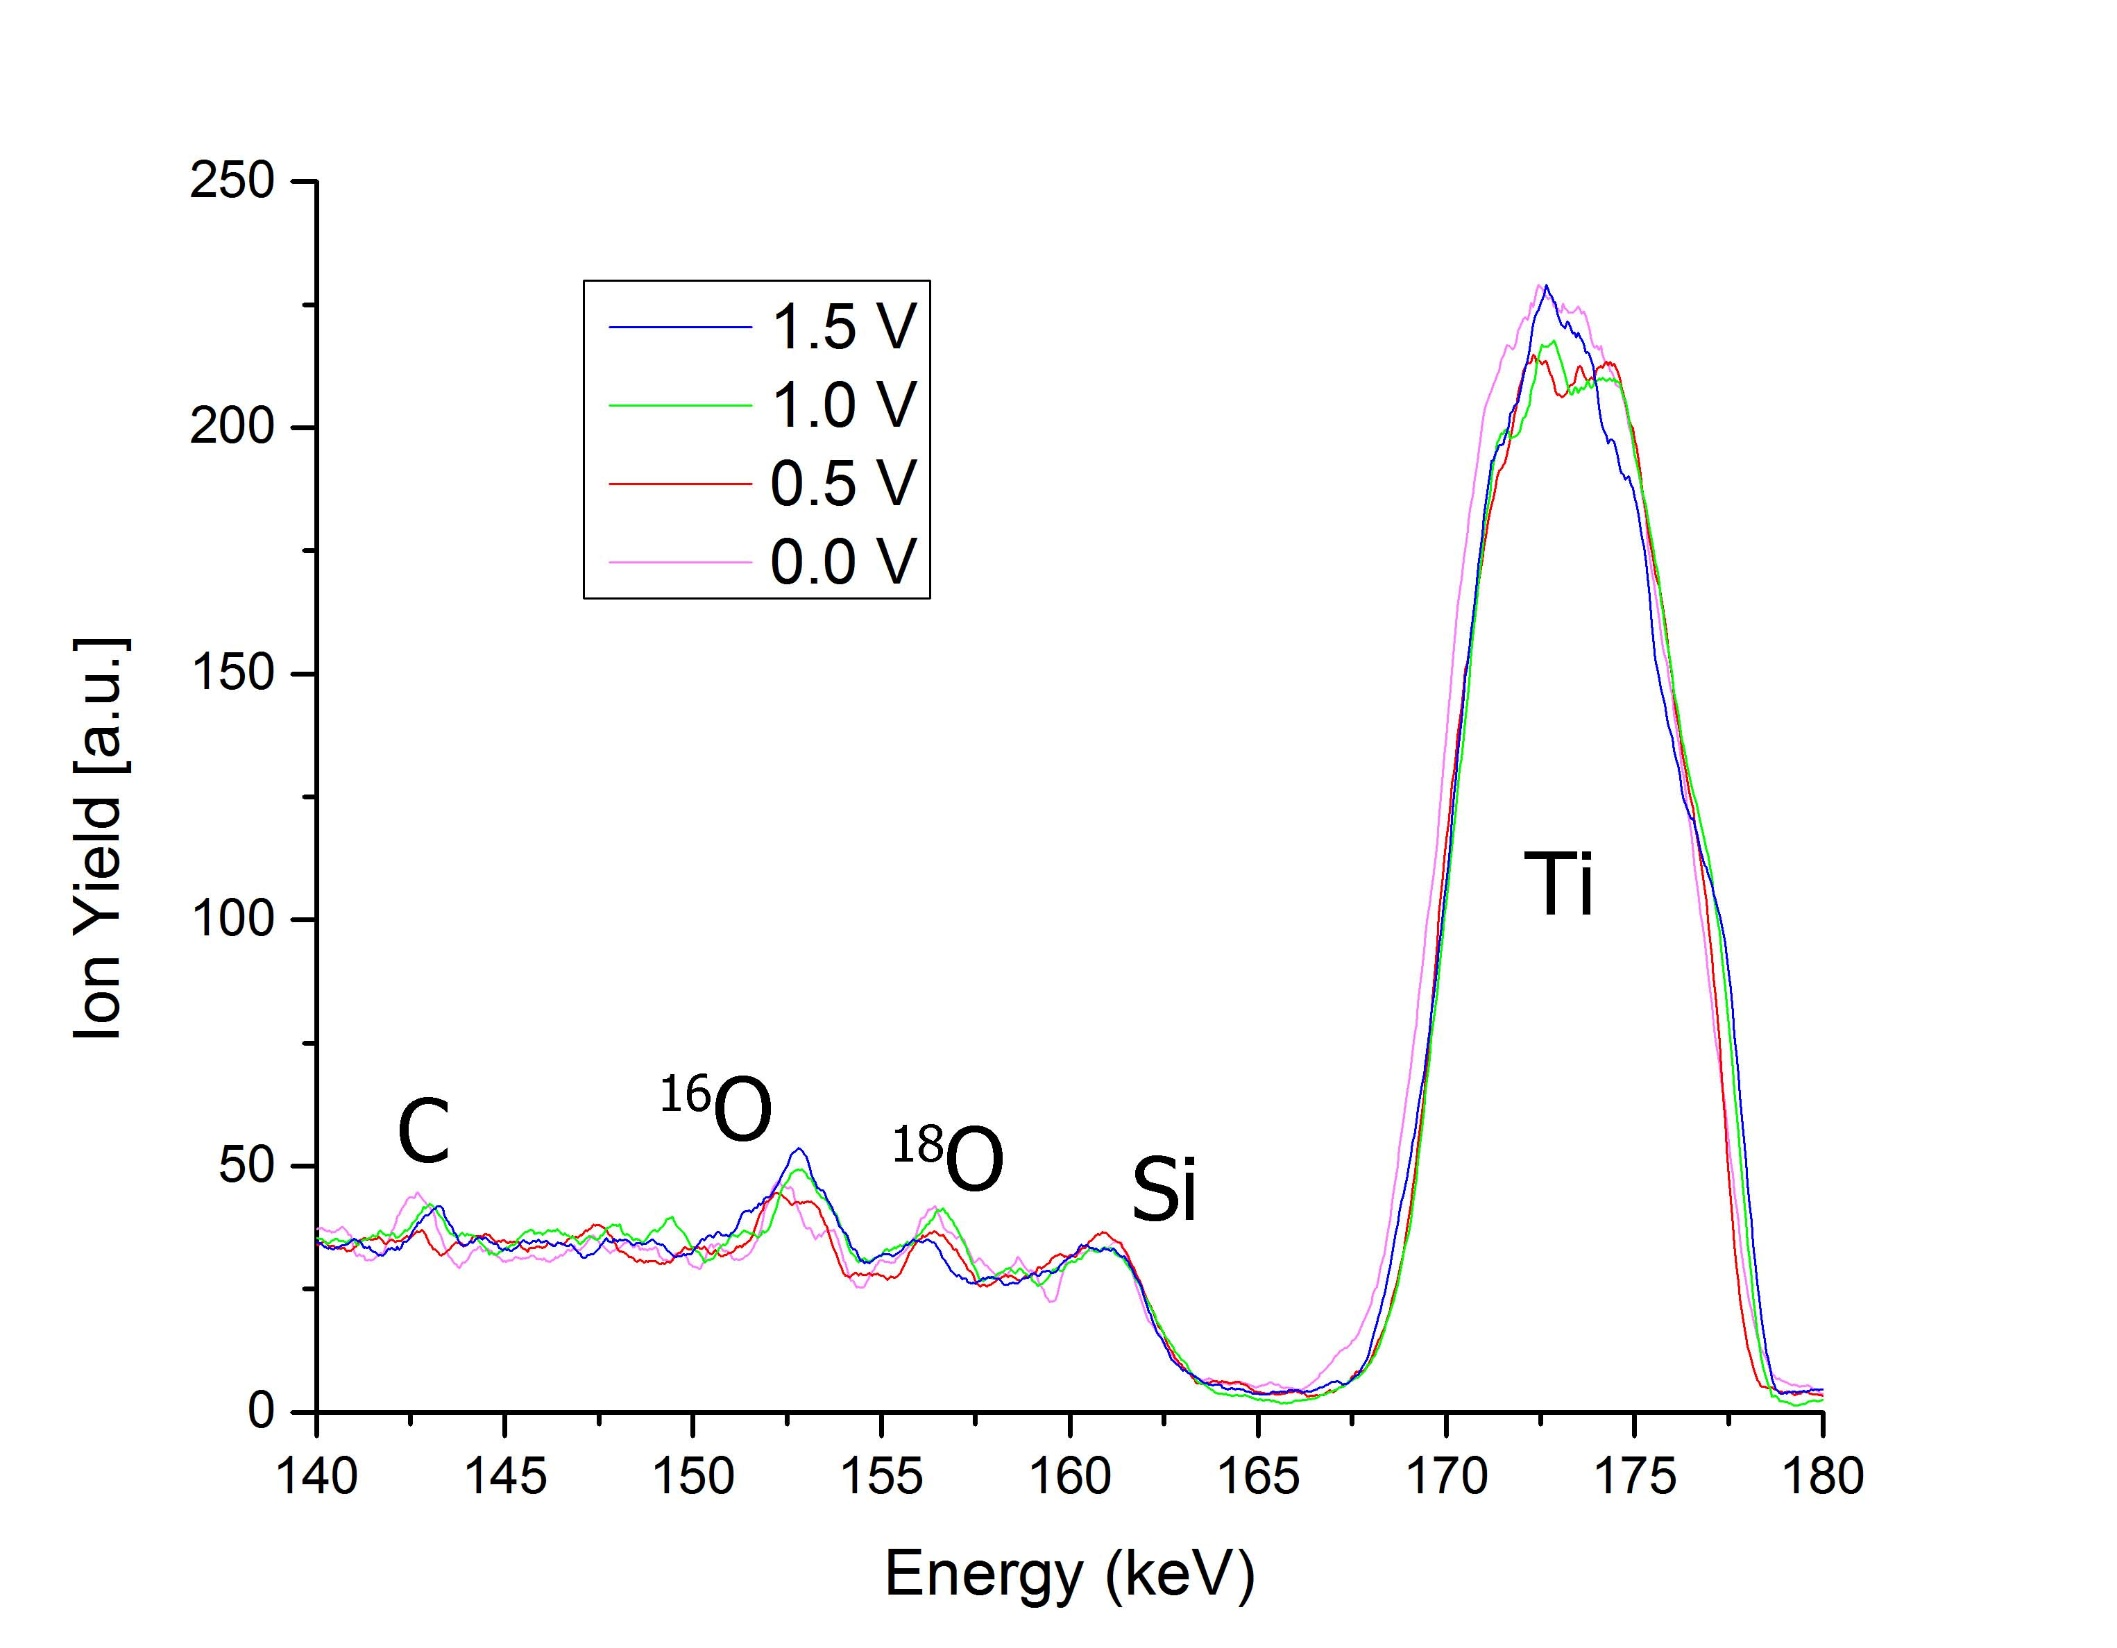 250
200
150
100
50
0
Ion Yield [a.u.]
1.5 V
1.0 V
0.5 V
0.0 V
Ti
C
¹⁶O
¹⁸O
Si
140 145 150 155 160 165 170 175 180
Energy (keV)